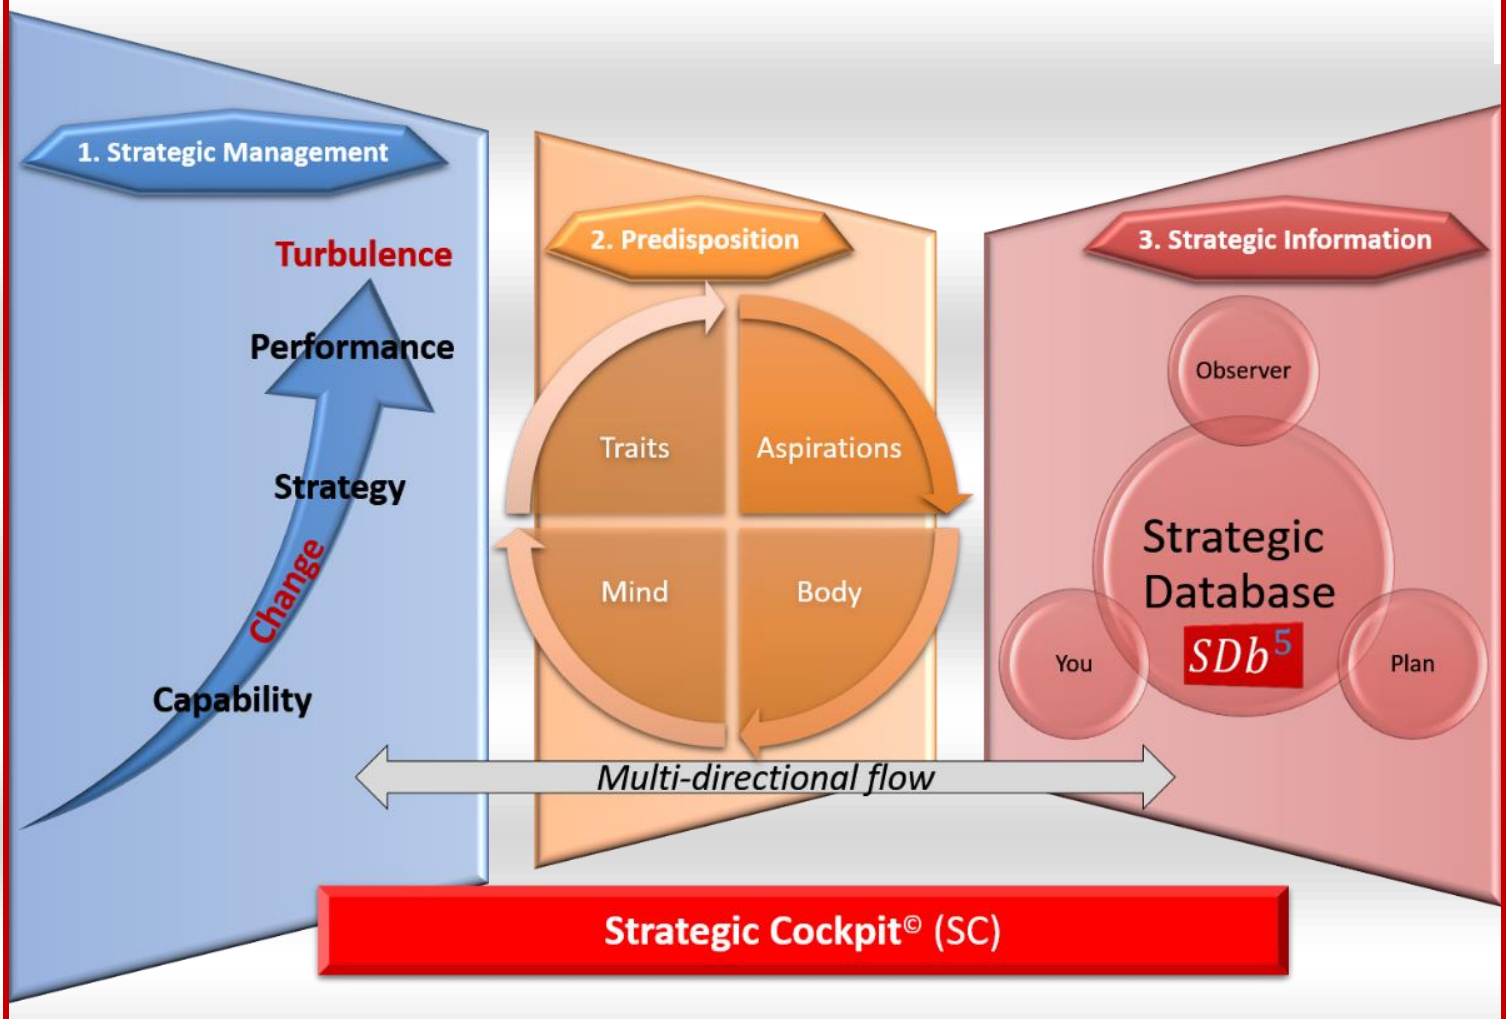 1. Strategic Management
Turbulence
Performance
Strategy
Change
Capability
2. Predisposition
Traits
Aspirations
Mind
Body
3. Strategic Information
Observer
Strategic
Database
SDb⁵
You
Plan
Multi-directional flow
Strategic Cockpit© (SC)